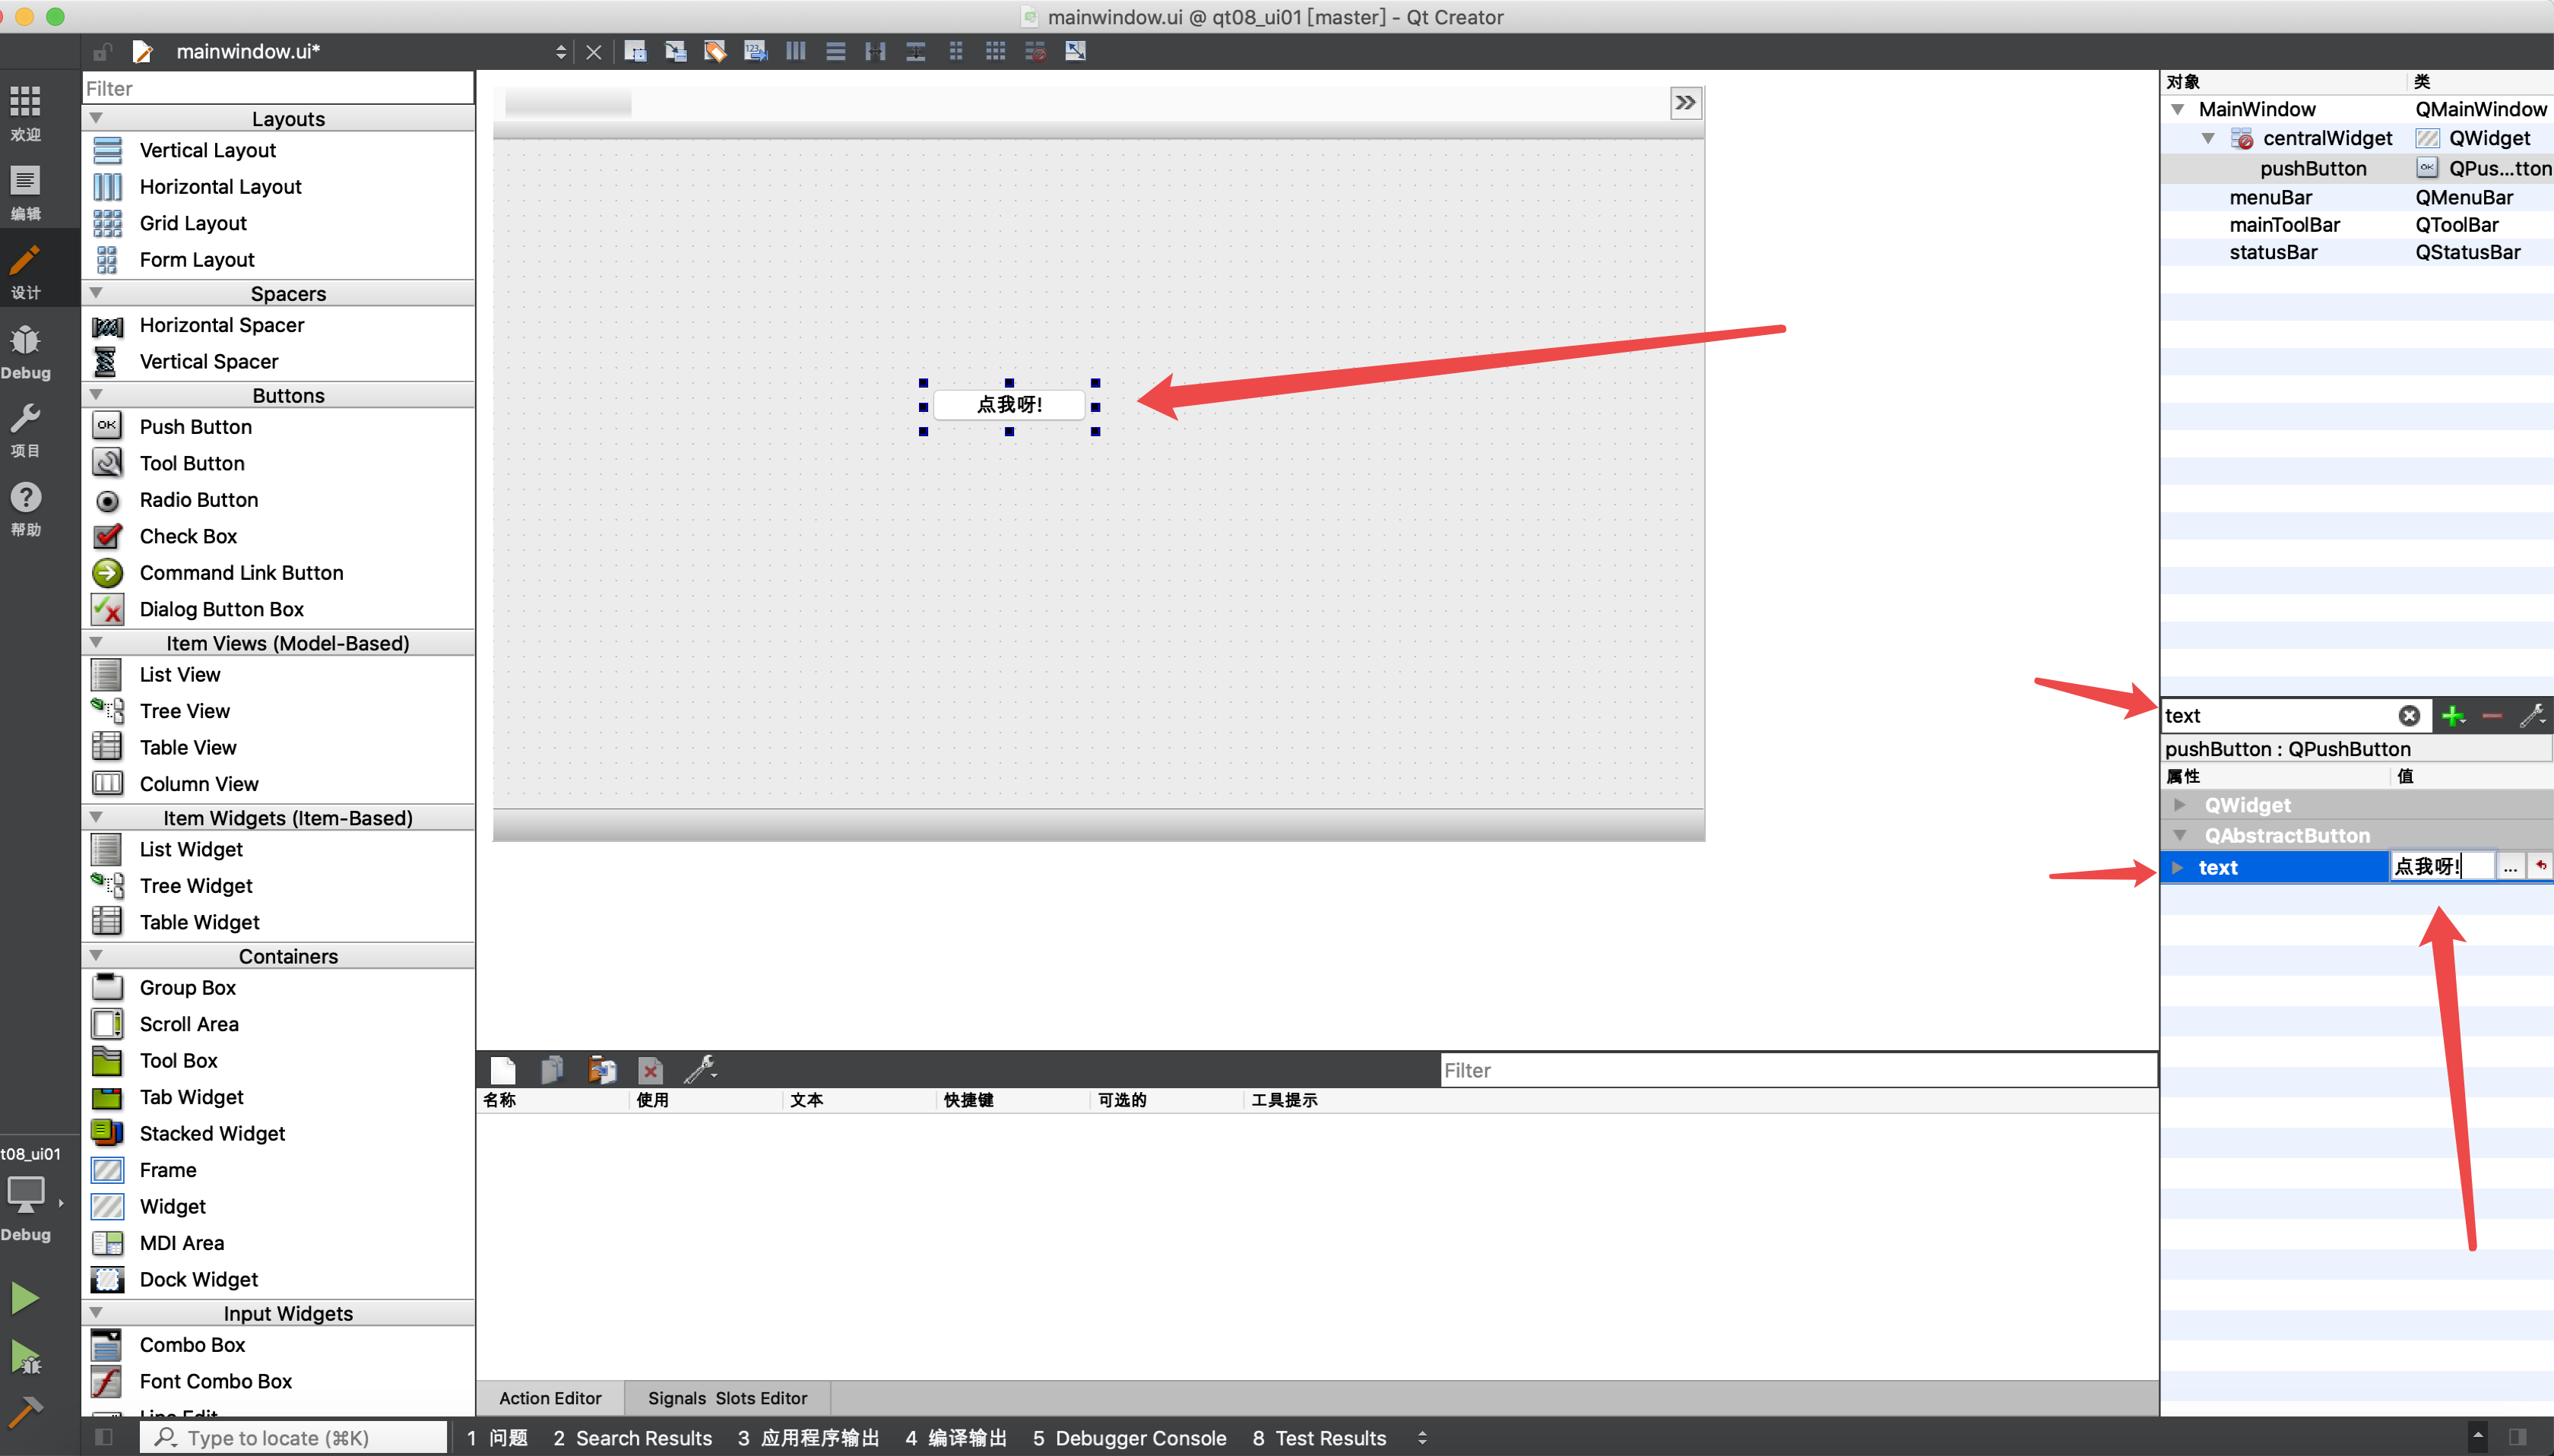 mainwindow.ui @ qt08_ui01 [master] - Qt Creator
mainwindow.ui*
欢迎
编辑
设计
Debug
项目
?
帮助
t08_ui01
Debug
Filter
Layouts
Vertical Layout
Horizontal Layout
Grid Layout
Form Layout
Spacers
Horizontal Spacer
Vertical Spacer
Buttons
OK Push Button
Tool Button
Radio Button
Check Box
Command Link Button
Dialog Button Box
Item Views (Model-Based)
List View
Tree View
Table View
Column View
Item Widgets (Item-Based)
List Widget
Tree Widget
Table Widget
Containers
Group Box
Scroll Area
Tool Box
Tab Widget
Stacked Widget
Frame
Widget
MDI Area
Dock Widget
Input Widgets
Combo Box
Font Combo Box
Line Edit
点我呀!
Filter
名称 使用 文本 快捷键 可选的 工具提示
Action Editor Signals Slots Editor
对象 类
MainWindow QMainWindow
centralWidget QWidget
pushButton QPus...tton
menuBar QMenuBar
mainToolBar QToolBar
statusBar QStatusBar
text
pushButton : QPushButton
属性 值
QWidget
QAbstractButton
text 点我呀! ...
Type to locate (⌘K) 1 问题 2 Search Results 3 应用程序输出 4 编译输出 5 Debugger Console 8 Test Results